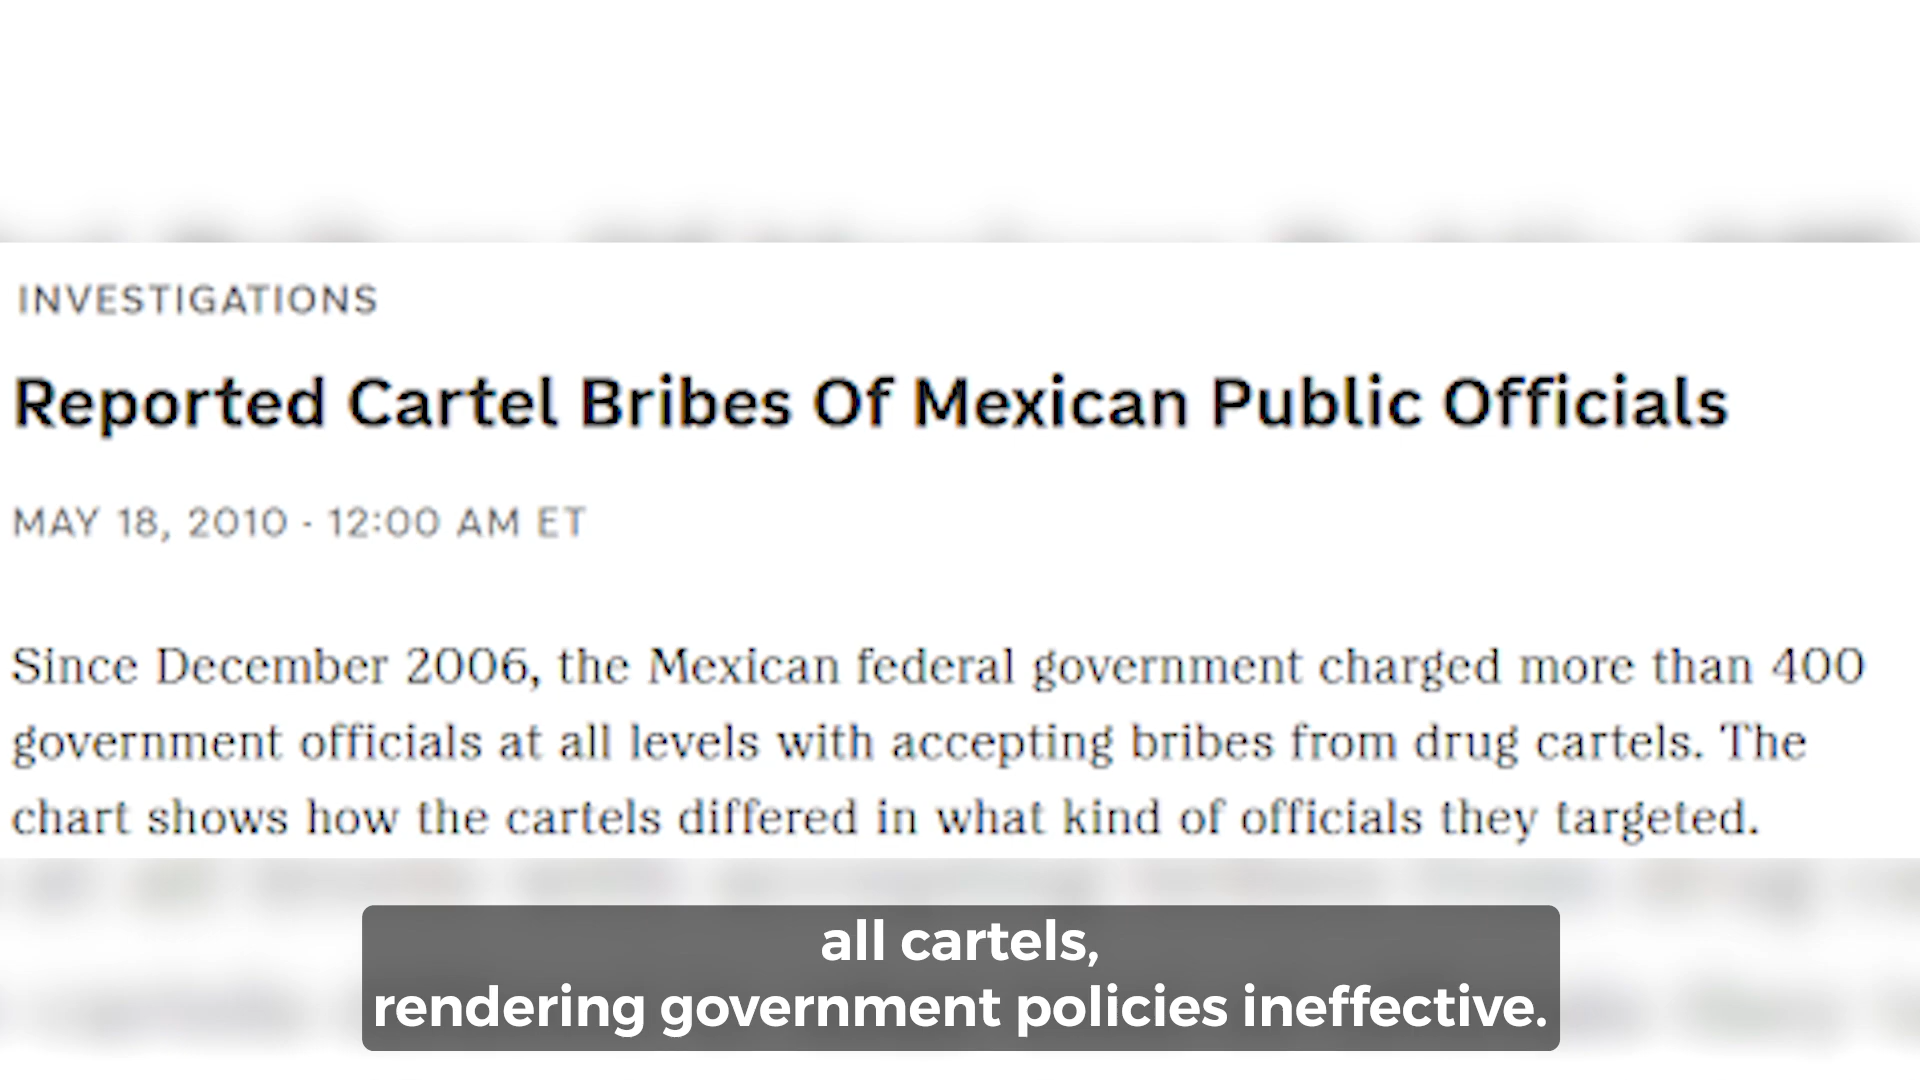 INVESTIGATIONS
Reported Cartel Bribes Of Mexican Public Officials
MAY 18, 2010 · 12:00 AM ET
Since December 2006, the Mexican federal government charged more than 400
government officials at all levels with accepting bribes from drug cartels. The
chart shows how the cartels differed in what kind of officials they targeted.
all cartels,
rendering government policies ineffective.